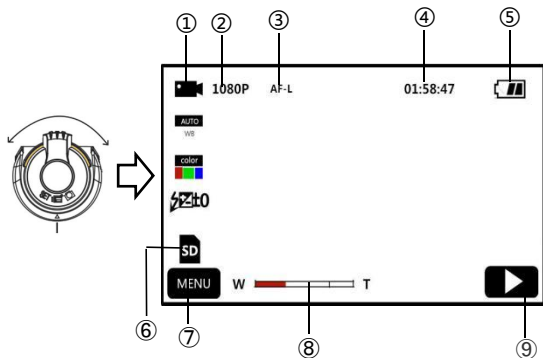 ① ② ③ ④ ⑤
1080P AF-L 01:58:47
AUTO
WB
color
±0
SD
MENU W T
⑥ ⑦ ⑧ ⑨